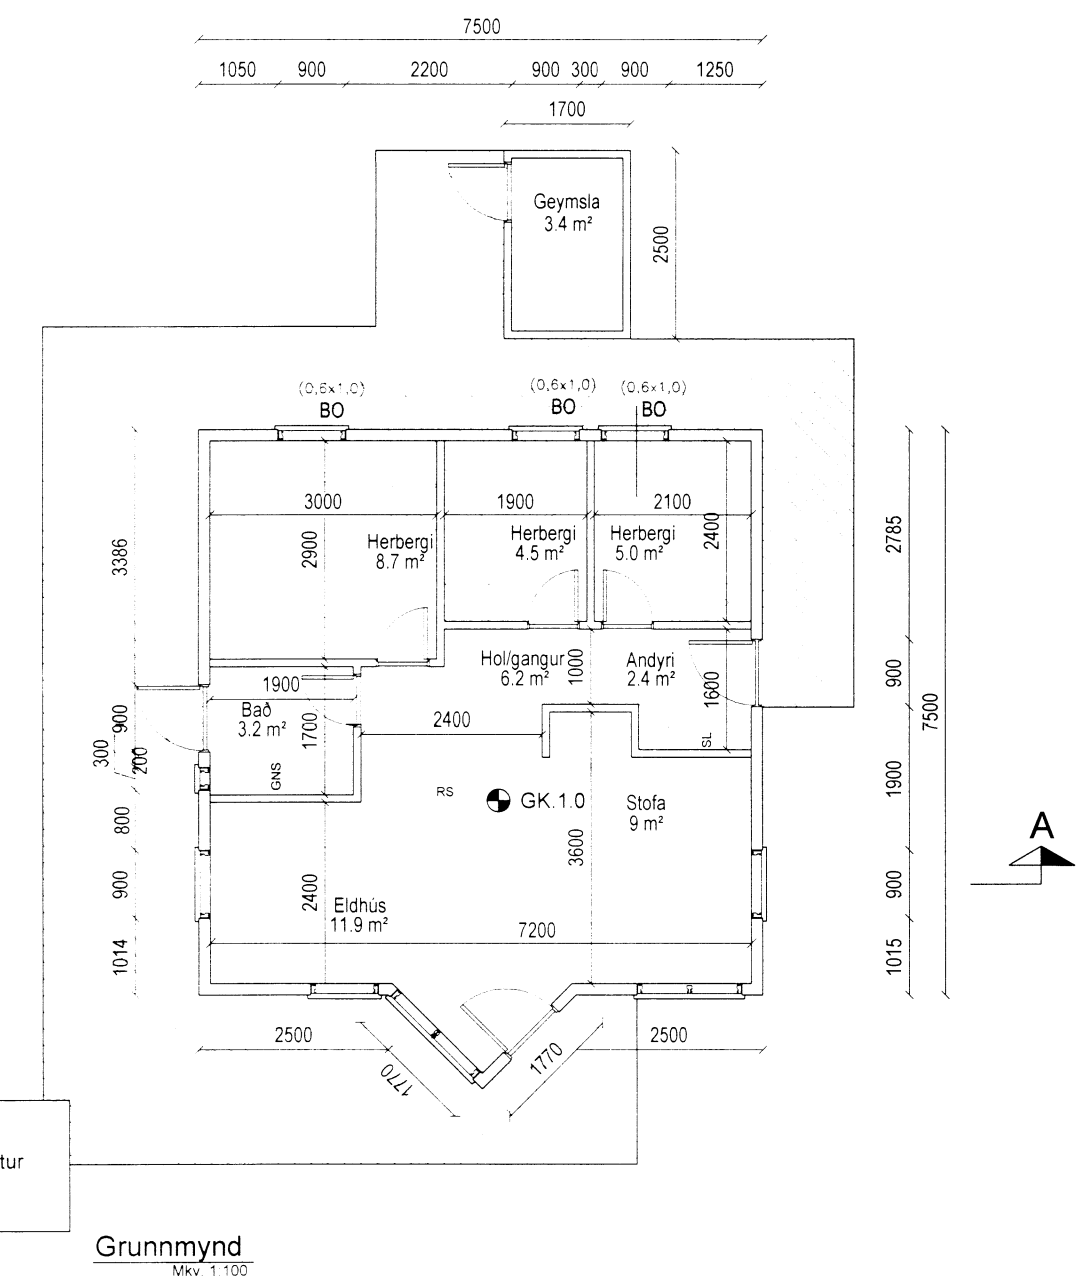 7500
1050 900 2200 900 300 900 1250
1700
Geymsla
3.4 m²
2500
(0,6x1,0) (0,6x1,0) (0,6x1,0)
BO BO BO
3000 1900 2100
Herbergi
8.7 m²
Herbergi
4.5 m²
Herbergi
5.0 m²
2900
2400
3386
2785
Hol/gangur
6.2 m²
1000
Andyri
2.4 m²
1600
900
7500
1900
Bað
3.2 m²
1700
2400
900
300
200
GNS
SL
RS
GK.1.0
Stofa
9 m²
1900
800
3600
A
900
2400
Eldhús
11.9 m²
900
7200
1014
1015
2500
2500
1770
1770
tur
Grunnmynd
Mkv. 1:100